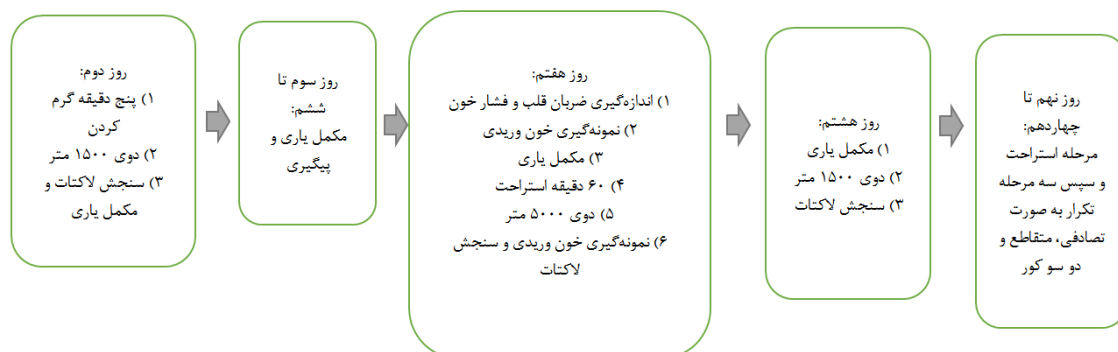 روز دوم:
۱) پنج دقیقه گرم
کردن
۲) دوی ۱۵۰۰ متر
۳) سنجش لاکتات و
مکمل یاری
روز سوم تا
ششم:
مکمل یاری و
پیگیری
روز هفتم:
۱) اندازه‌گیری ضربان قلب و فشار خون
۲) نمونه‌گیری خون وریدی
۳) مکمل یاری
۴) ۶۰ دقیقه استراحت
۵) دوی ۵۰۰۰ متر
۶) نمونه‌گیری خون وریدی و سنجش
لاکتات
روز هشتم:
۱) مکمل یاری
۲) دوی ۱۵۰۰ متر
۳) سنجش لاکتات
روز نهم تا
چهاردهم:
مرحله استراحت
و سپس سه مرحله
تکرار به صورت
تصادفی، متقاطع و
دو سو کور